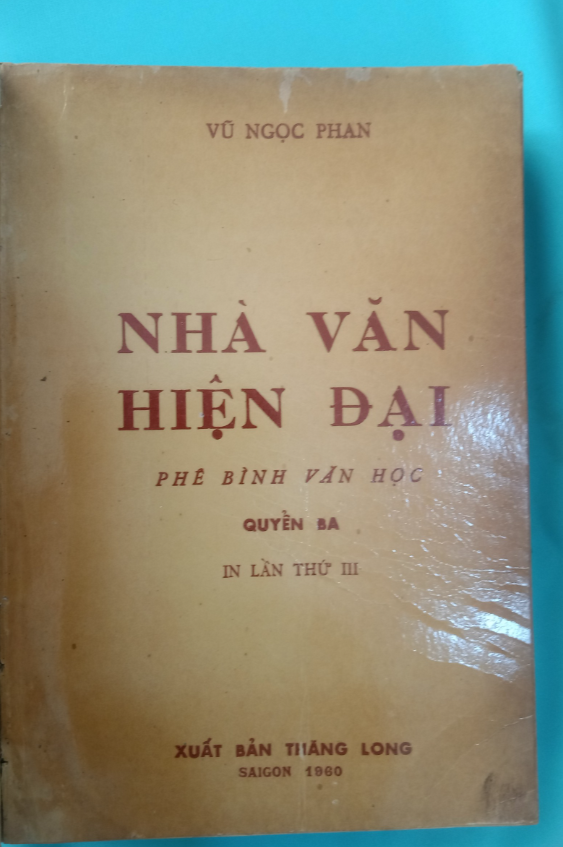 VŨ NGỌC PHAN
NHÀ VĂN
HIỆN ĐẠI
PHÊ BÌNH VĂN HỌC
QUYỀN BA
IN LẦN THỨ III
XUẤT BẢN THĂNG LONG
SAIGON 1960